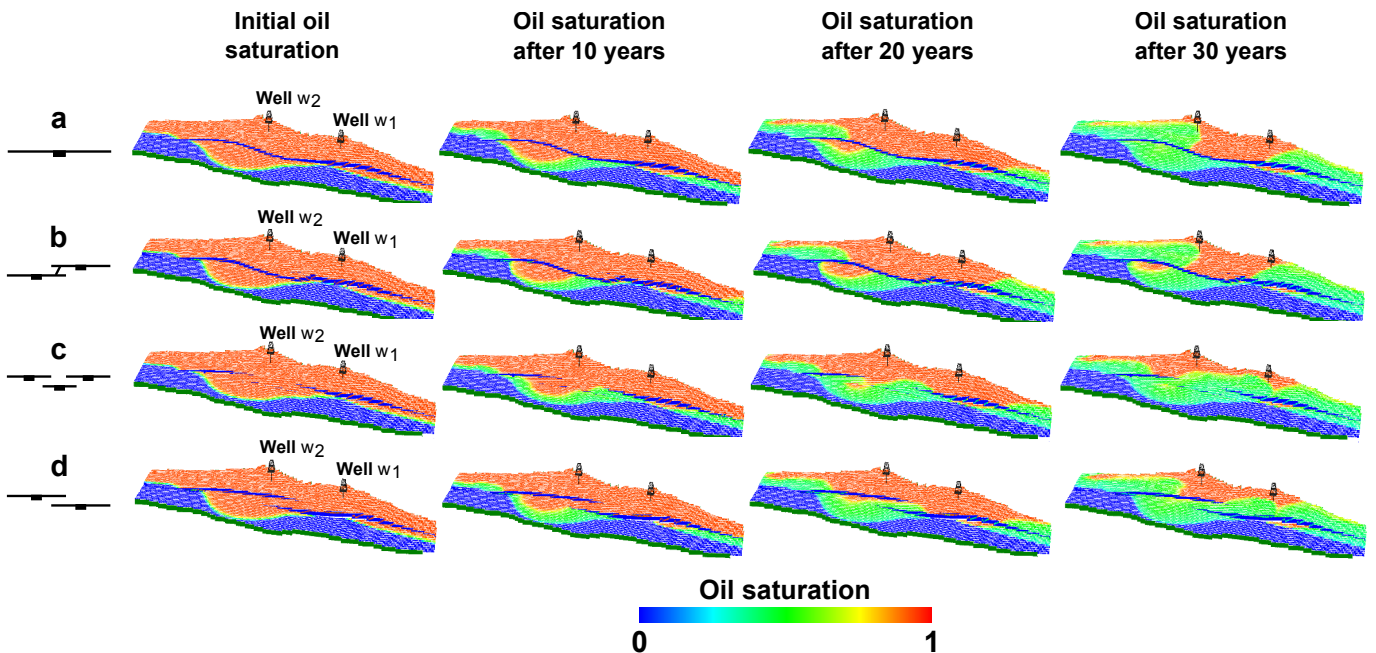 Initial oil
saturation
Oil saturation
after 10 years
Oil saturation
after 20 years
Oil saturation
after 30 years
a
Well w2
Well w1
b
Well w2
Well w1
c
Well w2
Well w1
d
Well w2
Well w1
Oil saturation
0
1